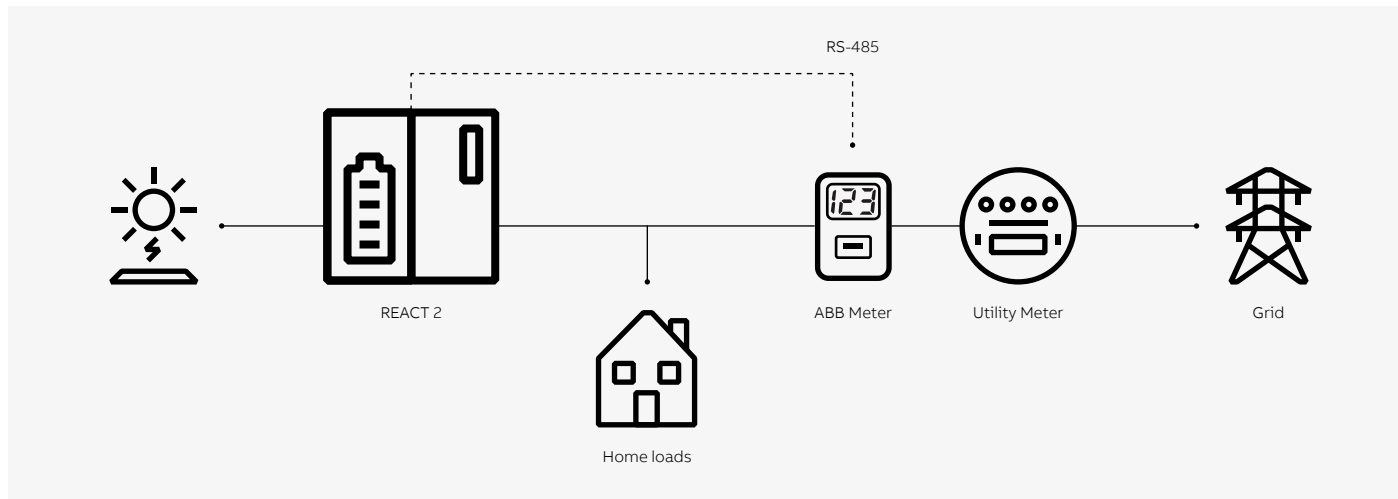 RS-485
123
REACT 2
ABB Meter
Utility Meter
Grid
Home loads